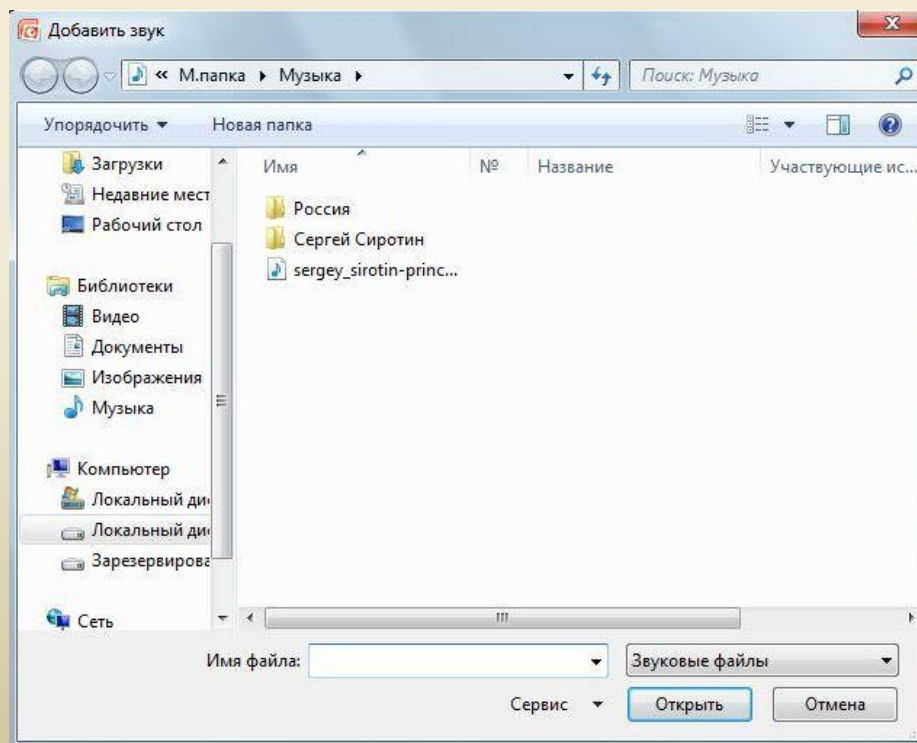 Добавить звук
« М.папка Музыка
Поиск: Музыка
Упорядочить Новая папка
Загрузки
Недавние мест
Рабочий стол
Библиотеки
Видео
Документы
Изображения
Музыка
Компьютер
Локальный дис
Локальный дис
Зарезервирова
Сеть
Имя № Название Участвующие ис...
Россия
Сергей Сиротин
sergey_sirotin-princ...
Имя файла:
Звуковые файлы
Сервис Открыть Отмена